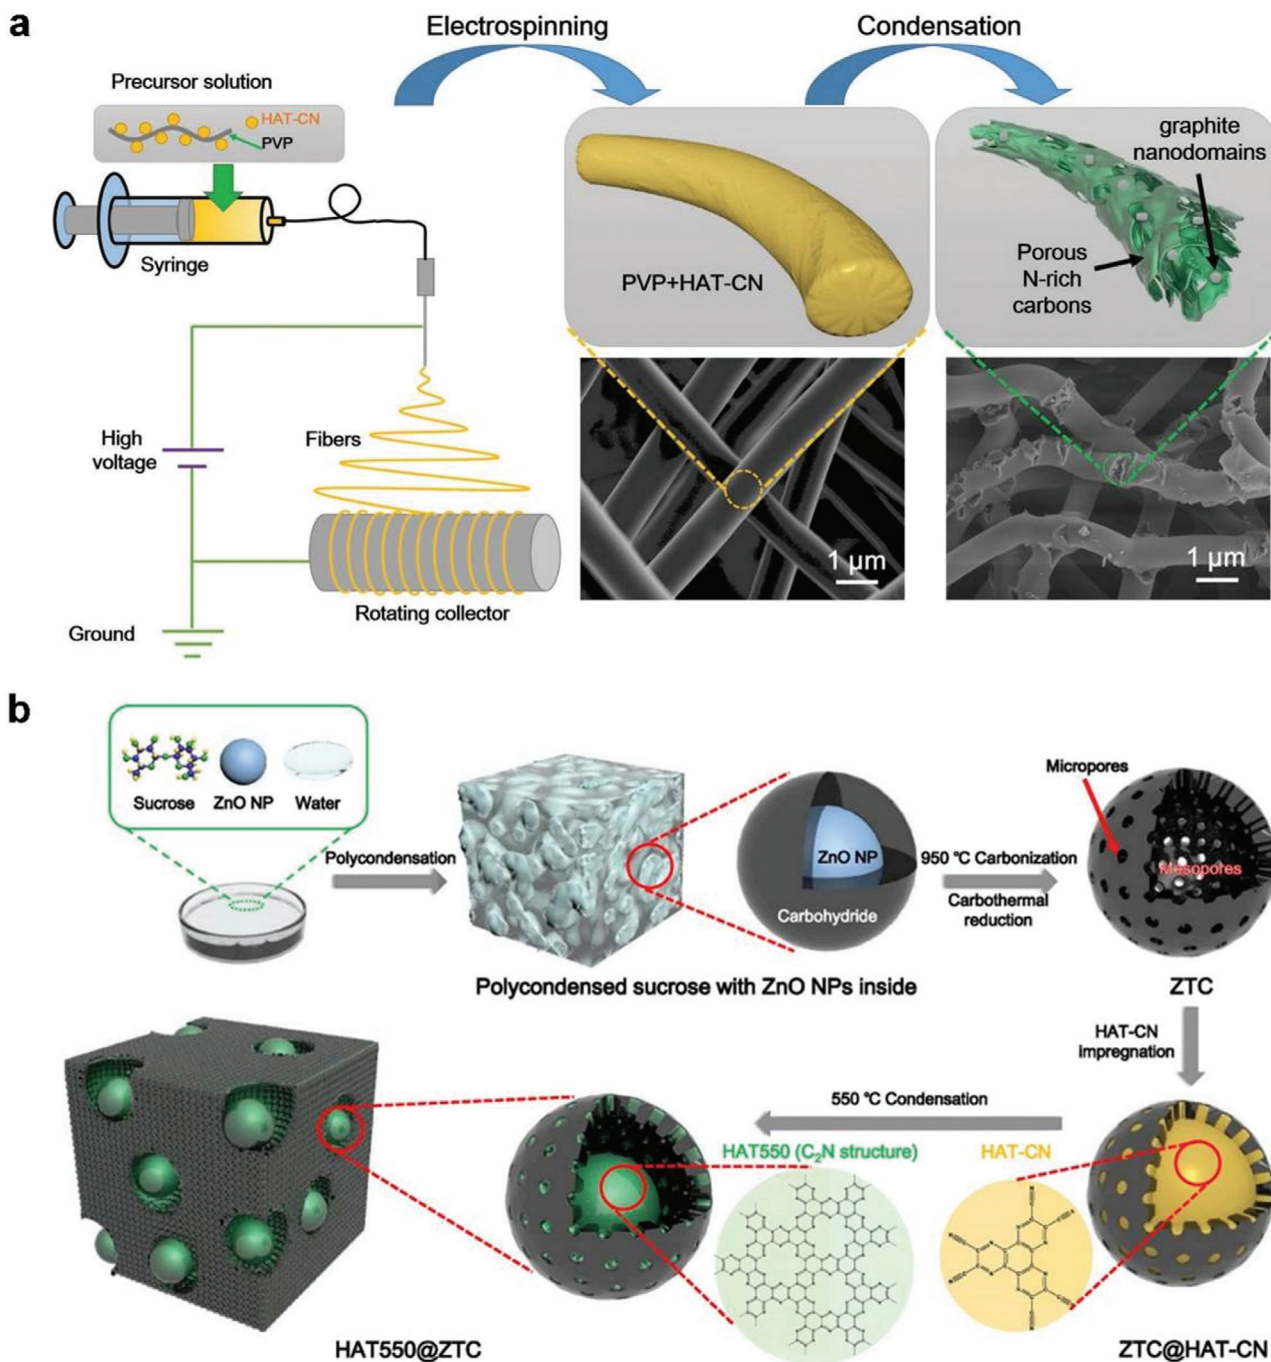 a
Electrospinning
Condensation
Precursor solution
HAT-CN
PVP
Syringe
High
voltage
Fibers
Rotating collector
Ground
PVP+HAT-CN
graphite
nanodomains
Porous
N-rich
carbons
1 µm
1 µm
b
Sucrose
ZnO NP
Water
Polycondensation
ZnO NP
Carbohydride
950 °C Carbonization
Carbothermal
reduction
Micropores
Mesopores
Polycondensed sucrose with ZnO NPs inside
ZTC
HAT-CN
impregnation
550 °C Condensation
HAT550 (C₂N structure)
HAT-CN
HAT550@ZTC
ZTC@HAT-CN